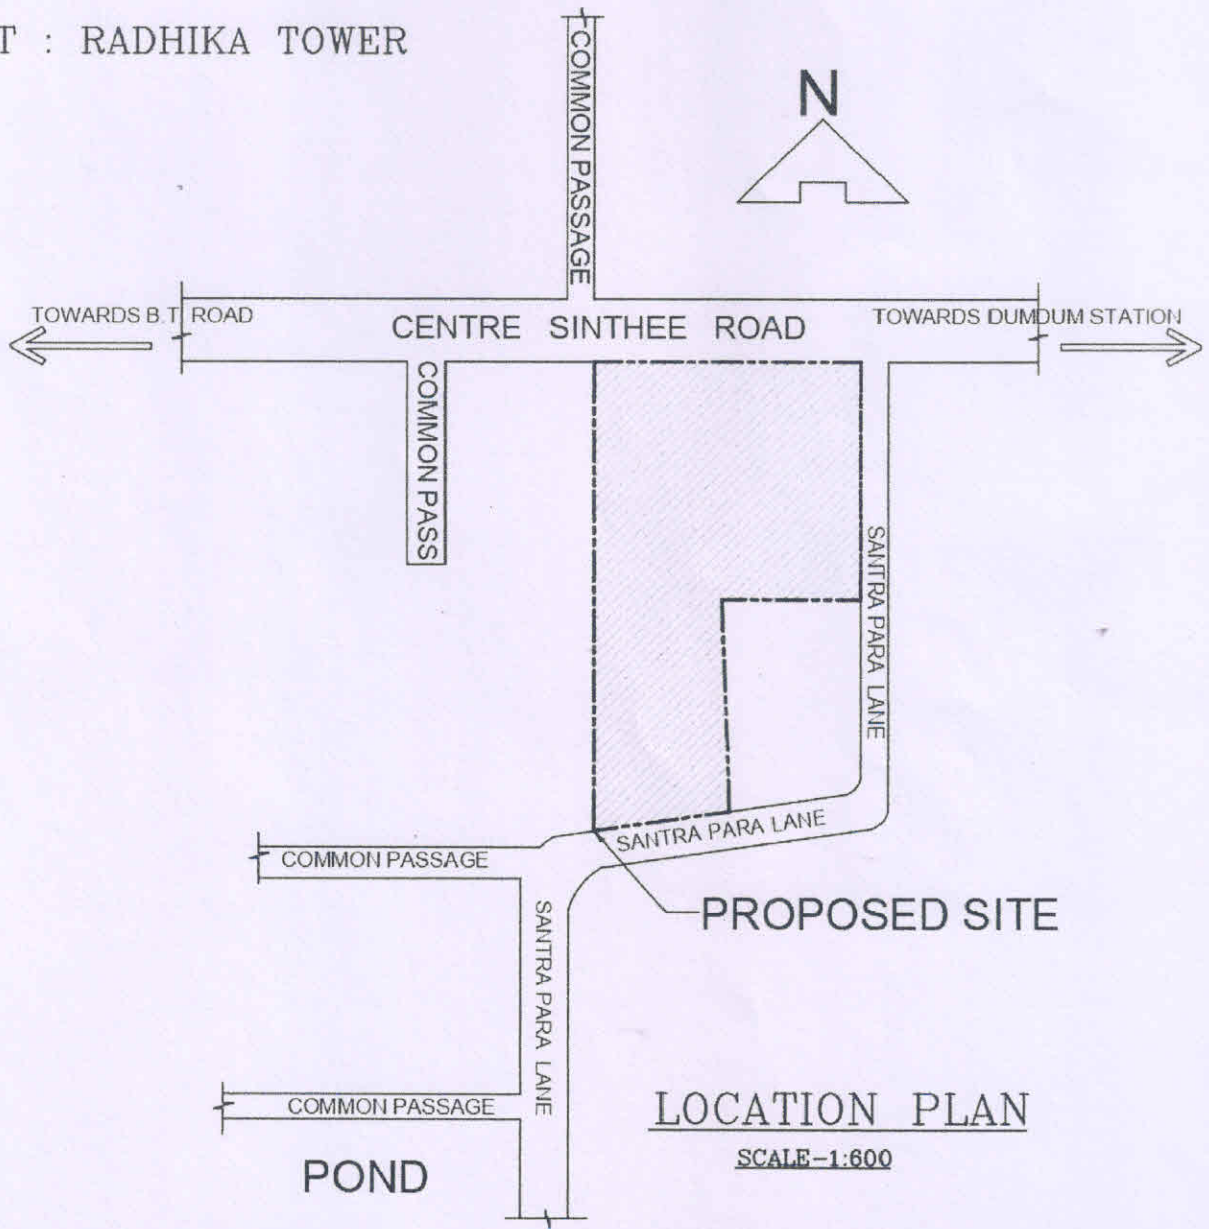 T : RADHIKA TOWER
COMMON PASSAGE
N
TOWARDS B.T. ROAD
CENTRE SINTHEE ROAD
TOWARDS DUMDUM STATION
COMMON PASS
SANTRA PARA LANE
SANTRA PARA LANE
COMMON PASSAGE
PROPOSED SITE
SANTRA PARA LANE
COMMON PASSAGE
POND
LOCATION PLAN
SCALE-1:600